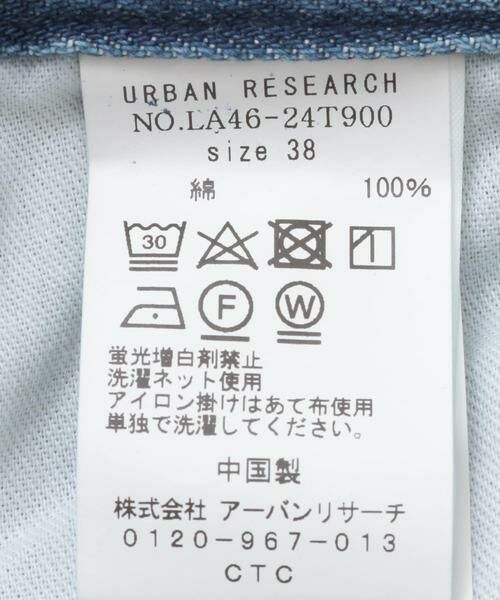 URBAN RESEARCH
NO.LA46-24T900
size 38
綿 100%
30
F W
蛍光増白剤禁止
洗濯ネット使用
アイロン掛けはあて布使用
単独で洗濯してください。
中国製
株式会社 アーバンリサーチ
0120-967-013
CTC